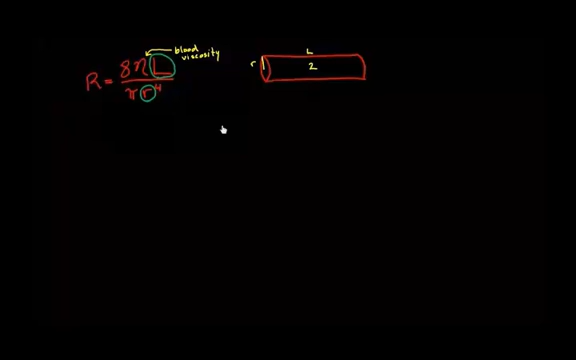 R = 8ηL / πr⁴
blood
viscosity
L
r
2